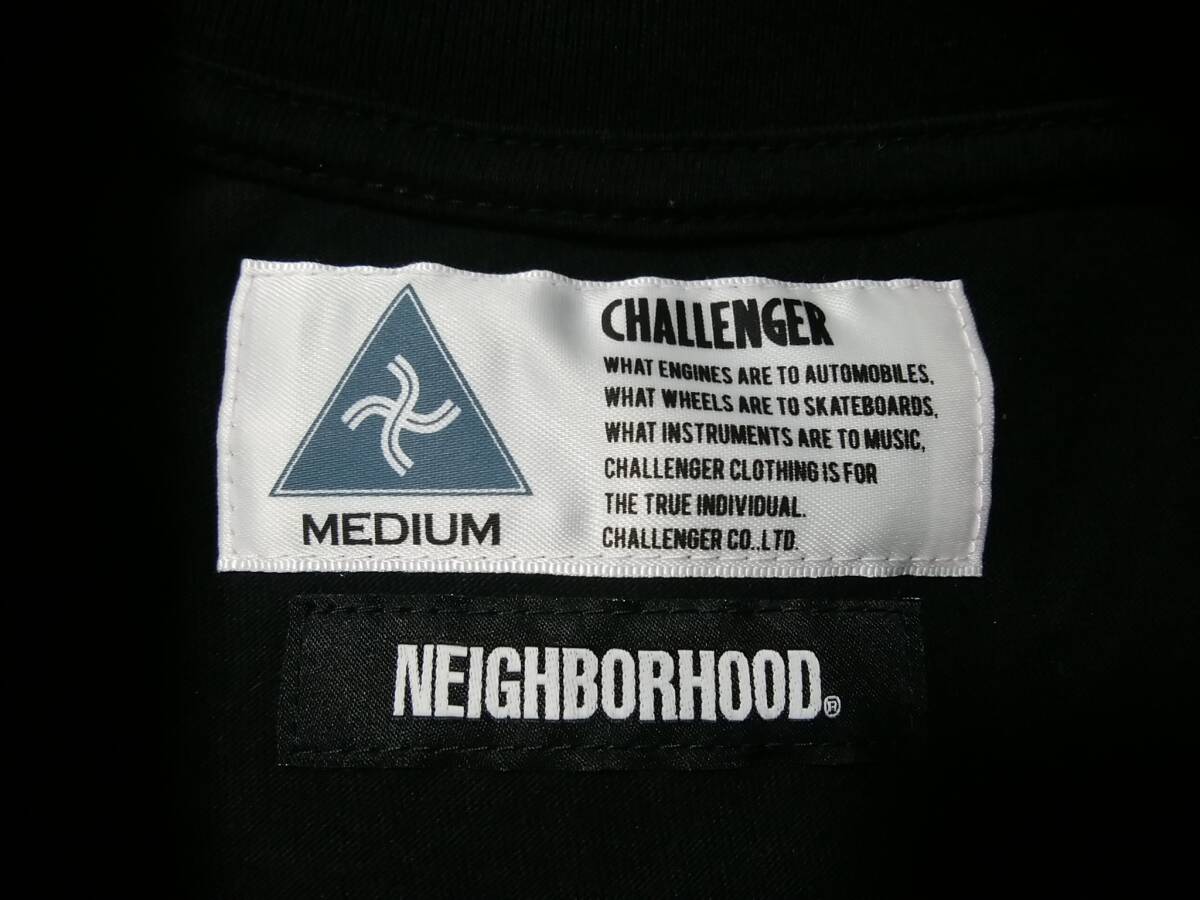 CHALLENGER
WHAT ENGINES ARE TO AUTOMOBILES,
WHAT WHEELS ARE TO SKATEBOARDS,
WHAT INSTRUMENTS ARE TO MUSIC,
CHALLENGER CLOTHING IS FOR
THE TRUE INDIVIDUAL.
CHALLENGER CO.,LTD.
MEDIUM
NEIGHBORHOOD®